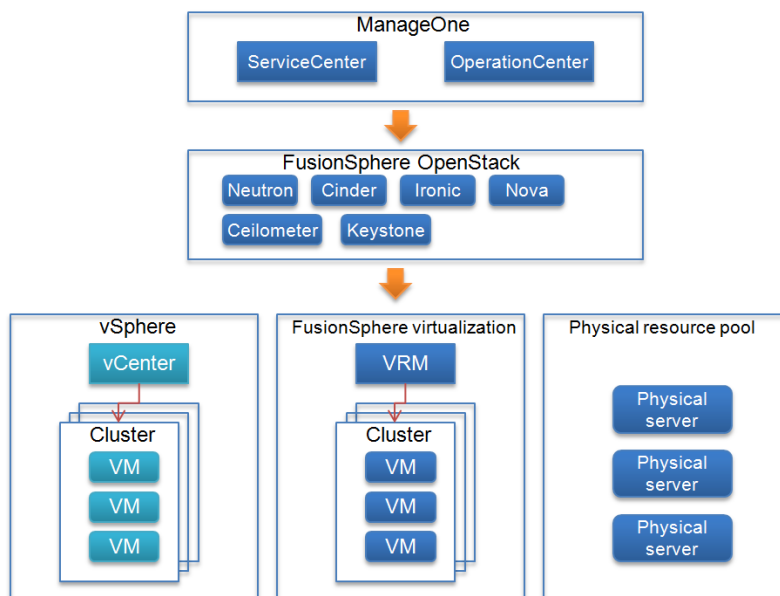 ManageOne
ServiceCenter
OperationCenter
FusionSphere OpenStack
Neutron
Cinder
Ironic
Nova
Ceilometer
Keystone
vSphere
vCenter
Cluster
VM
VM
VM
FusionSphere virtualization
VRM
Cluster
VM
VM
VM
Physical resource pool
Physical
server
Physical
server
Physical
server